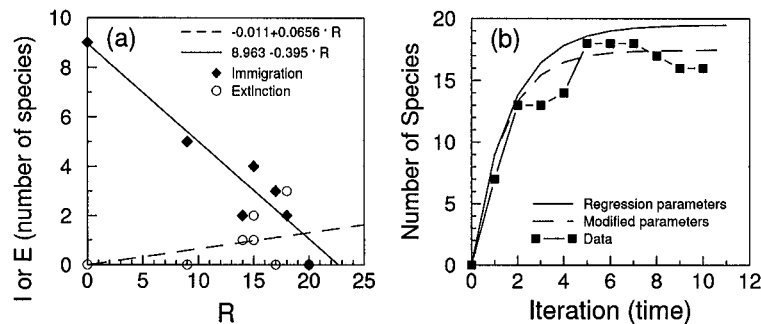 (a)
-0.011+0.0656 * R
8.963 -0.395 * R
Immigration
Extinction
I or E (number of species)
10
8
6
4
2
0
0 5 10 15 20 25
R
(b)
Number of Species
20
15
10
5
0
Regression parameters
Modified parameters
Data
0 2 4 6 8 10 12
Iteration (time)